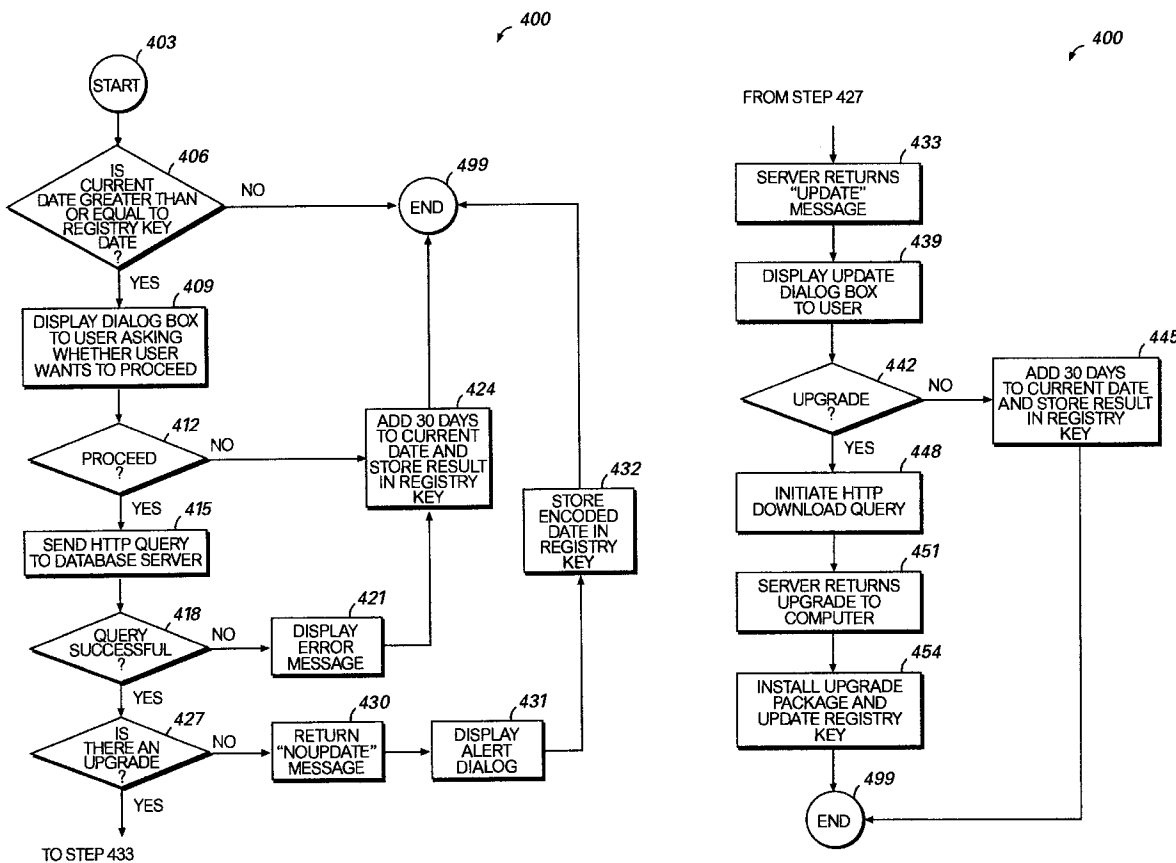 400
403
START
406
IS
CURRENT
DATE GREATER THAN
OR EQUAL TO
REGISTRY KEY
DATE
?
NO
499
END
YES
409
DISPLAY DIALOG BOX
TO USER ASKING
WHETHER USER
WANTS TO PROCEED
412
PROCEED
?
NO
424
ADD 30 DAYS
TO CURRENT
DATE AND
STORE RESULT
IN REGISTRY
KEY
YES
415
SEND HTTP QUERY
TO DATABASE SERVER
418
QUERY
SUCCESSFUL
?
NO
421
DISPLAY
ERROR
MESSAGE
432
STORE
ENCODED
DATE IN
REGISTRY
KEY
YES
427
IS
THERE AN
UPGRADE
?
NO
430
RETURN
"NOUPDATE"
MESSAGE
431
DISPLAY
ALERT
DIALOG
YES
TO STEP 433
400
FROM STEP 427
433
SERVER RETURNS
"UPDATE"
MESSAGE
439
DISPLAY UPDATE
DIALOG BOX
TO USER
442
UPGRADE
?
NO
445
ADD 30 DAYS
TO CURRENT DATE
AND STORE RESULT
IN REGISTRY
KEY
YES
448
INITIATE HTTP
DOWNLOAD QUERY
451
SERVER RETURNS
UPGRADE TO
COMPUTER
454
INSTALL UPGRADE
PACKAGE AND
UPDATE REGISTRY
KEY
499
END